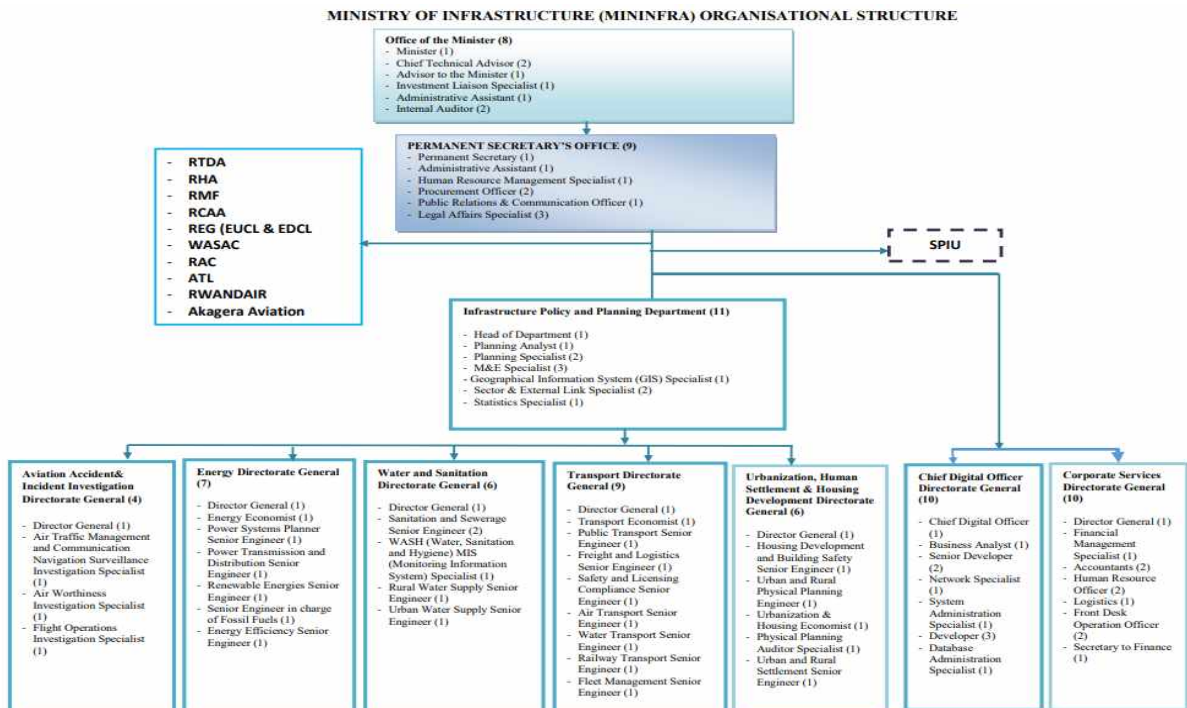 MINISTRY OF INFRASTRUCTURE (MININFRA) ORGANISATIONAL STRUCTURE
Office of the Minister (8)
- Minister (1)
- Chief Technical Advisor (2)
- Advisor to the Minister (1)
- Investment Liaison Specialist (1)
- Administrative Assistant (1)
- Internal Auditor (2)
PERMANENT SECRETARY'S OFFICE (9)
- Permanent Secretary (1)
- Administrative Assistant (1)
- Human Resource Management Specialist (1)
- Procurement Officer (2)
- Public Relations & Communication Officer (1)
- Legal Affairs Specialist (3)
- RTDA
- RHA
- RMF
- RCAA
- REG (EUCL & EDCL
- WASAC
- RAC
- ATL
- RWANDAIR
- Akagera Aviation
SPIU
Infrastructure Policy and Planning Department (11)
- Head of Department (1)
- Planning Analyst (1)
- Planning Specialist (2)
- M&E Specialist (3)
- Geographical Information System (GIS) Specialist (1)
- Sector & External Link Specialist (2)
- Statistics Specialist (1)
Aviation Accident&
Incident Investigation
Directorate General (4)
- Director General (1)
- Air Traffic Management
and Communication
Navigation Surveillance
Investigation Specialist
(1)
- Air Worthiness
Investigation Specialist
(1)
- Flight Operations
Investigation Specialist
(1)
Energy Directorate General
(7)
- Director General (1)
- Energy Economist (1)
- Power Systems Planner
Senior Engineer (1)
- Power Transmission and
Distribution Senior
Engineer (1)
- Renewable Energies Senior
Engineer (1)
- Senior Engineer in charge
of Fossil Fuels (1)
- Energy Efficiency Senior
Engineer (1)
Water and Sanitation
Directorate General (6)
- Director General (1)
- Sanitation and Sewerage
Senior Engineer (2)
- WASH (Water, Sanitation
and Hygiene) MIS
(Monitoring Information
System) Specialist (1)
- Rural Water Supply Senior
Engineer (1)
- Urban Water Supply Senior
Engineer (1)
Transport Directorate
General (9)
- Director General (1)
- Transport Economist (1)
- Public Transport Senior
Engineer (1)
- Freight and Logistics
Senior Engineer (1)
- Safety and Licensing
Compliance Senior
Engineer (1)
- Air Transport Senior
Engineer (1)
- Water Transport Senior
Engineer (1)
- Railway Transport Senior
Engineer (1)
- Fleet Management Senior
Engineer (1)
Urbanization, Human
Settlement & Housing
Development Directorate
General (6)
- Director General (1)
- Housing Development
and Building Safety
Senior Engineer (1)
- Urban and Rural
Physical Planning
Engineer (1)
- Urbanization &
Housing Economist (1)
- Physical Planning
Auditor Specialist (1)
- Urban and Rural
Settlement Senior
Engineer (1)
Chief Digital Officer
Directorate General
(10)
- Chief Digital Officer
(1)
- Business Analyst (1)
- Senior Developer
(2)
- Network Specialist
(1)
- System
Administration
Specialist (1)
- Developer (3)
- Database
Administration
Specialist (1)
Corporate Services
Directorate General
(10)
- Director General (1)
- Financial
Management
Specialist (1)
- Accountants (2)
- Human Resource
Officer (2)
- Logistics (1)
- Front Desk
Operation Officer
(2)
- Secretary to Finance
(1)